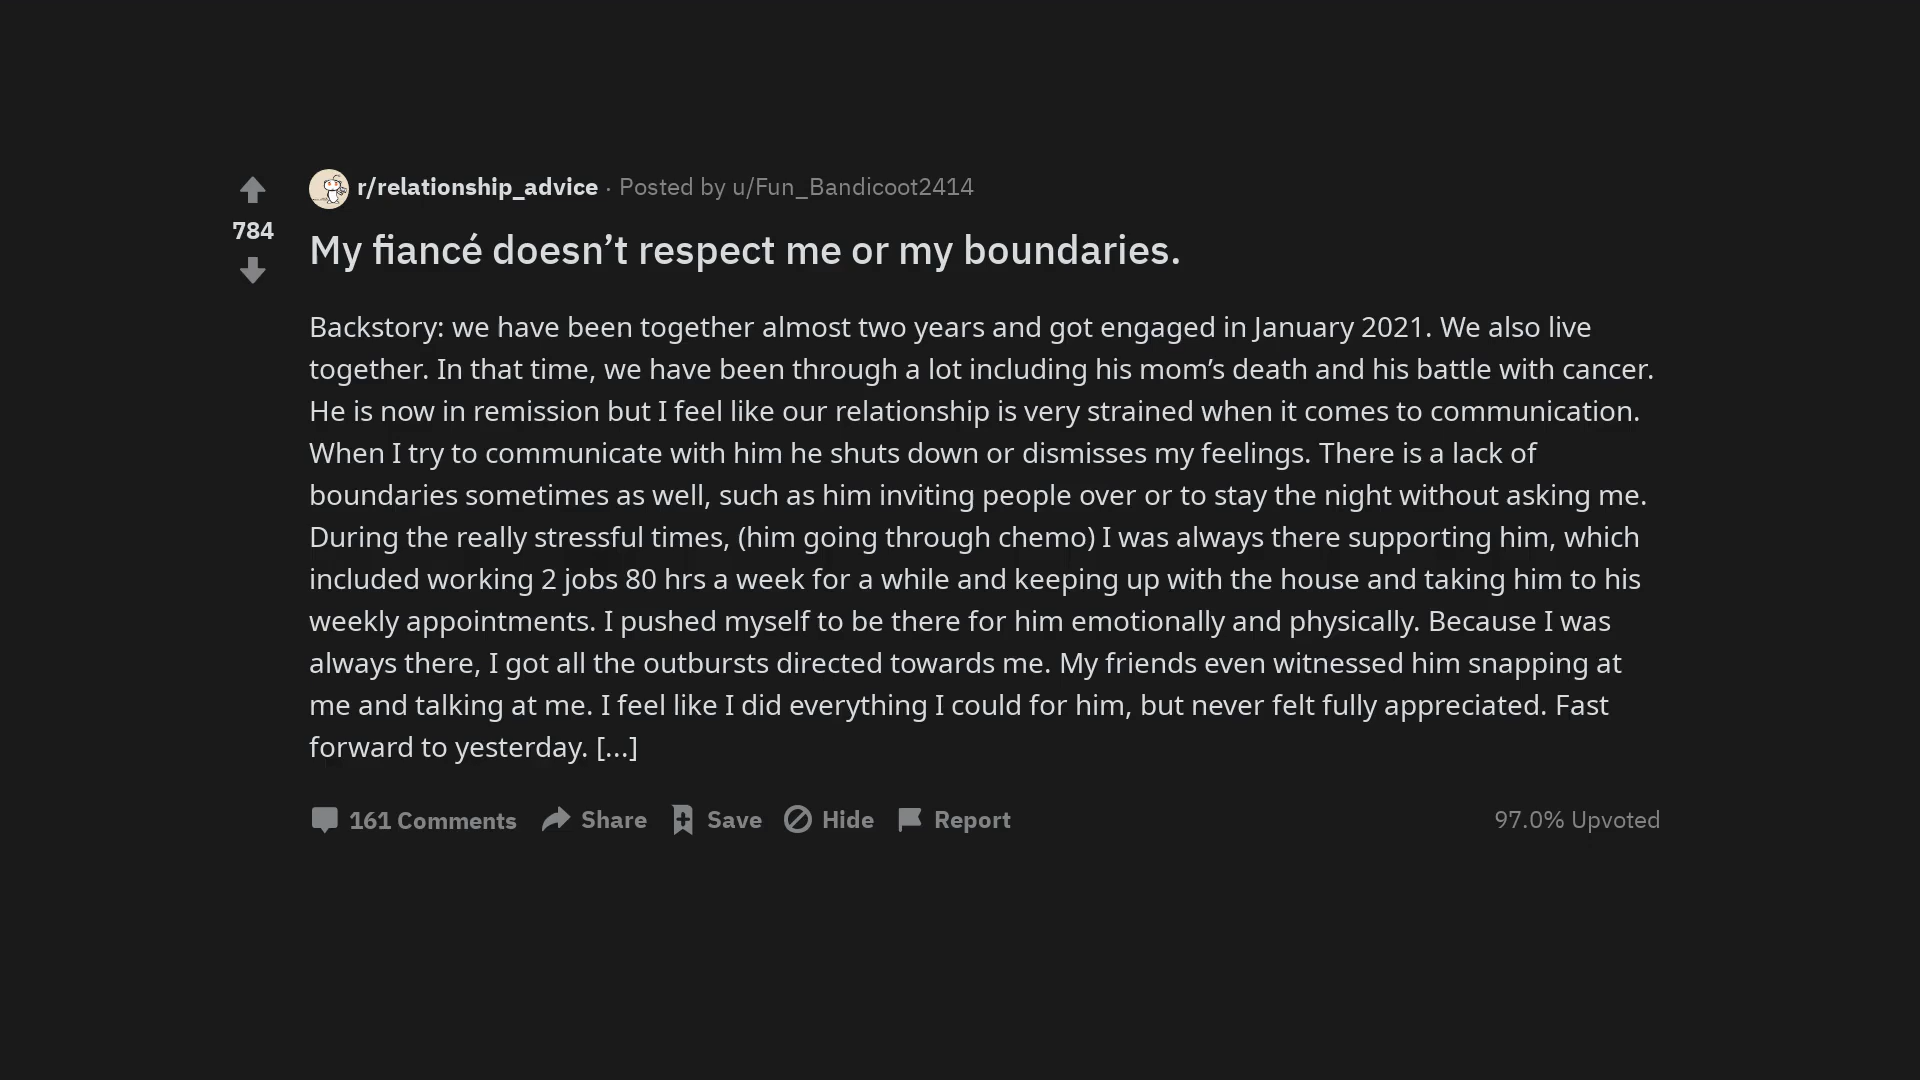 r/relationship_advice · Posted by u/Fun_Bandicoot2414
784
My fiancé doesn’t respect me or my boundaries.
Backstory: we have been together almost two years and got engaged in January 2021. We also live
together. In that time, we have been through a lot including his mom’s death and his battle with cancer.
He is now in remission but I feel like our relationship is very strained when it comes to communication.
When I try to communicate with him he shuts down or dismisses my feelings. There is a lack of
boundaries sometimes as well, such as him inviting people over or to stay the night without asking me.
During the really stressful times, (him going through chemo) I was always there supporting him, which
included working 2 jobs 80 hrs a week for a while and keeping up with the house and taking him to his
weekly appointments. I pushed myself to be there for him emotionally and physically. Because I was
always there, I got all the outbursts directed towards me. My friends even witnessed him snapping at
me and talking at me. I feel like I did everything I could for him, but never felt fully appreciated. Fast
forward to yesterday. [...]
161 Comments Share Save Hide Report 97.0% Upvoted